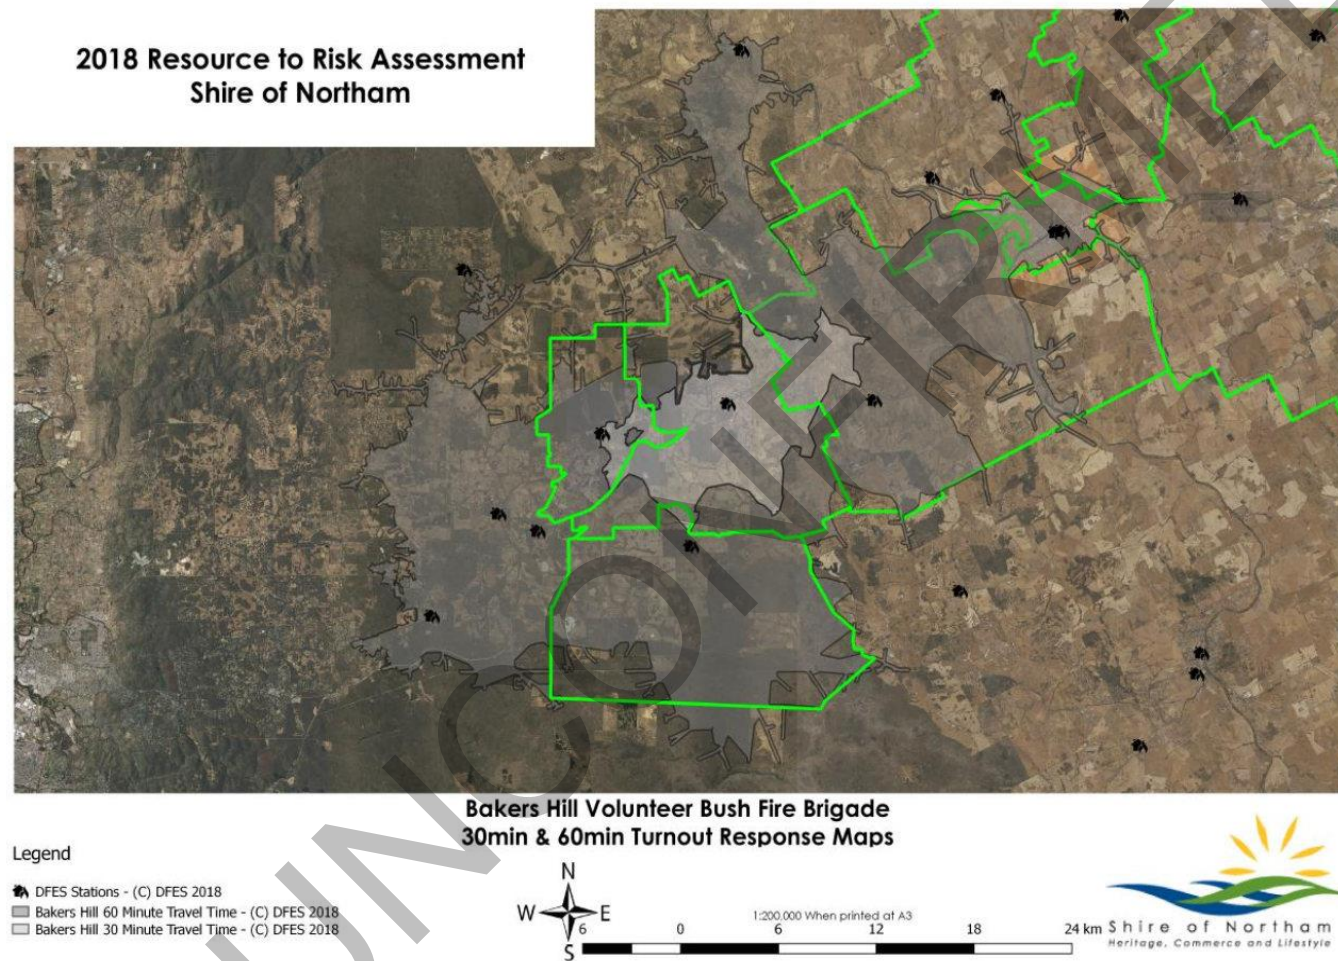 2018 Resource to Risk Assessment
Shire of Northam
Bakers Hill Volunteer Bush Fire Brigade
30min & 60min Turnout Response Maps
Legend
DFES Stations - (C) DFES 2018
Bakers Hill 60 Minute Travel Time - (C) DFES 2018
Bakers Hill 30 Minute Travel Time - (C) DFES 2018
N
W E
S
1:200,000 When printed at A3
6 0 6 12 18 24 km
Shire of Northam
Heritage, Commerce and Lifestyle
UNCONFIRMED